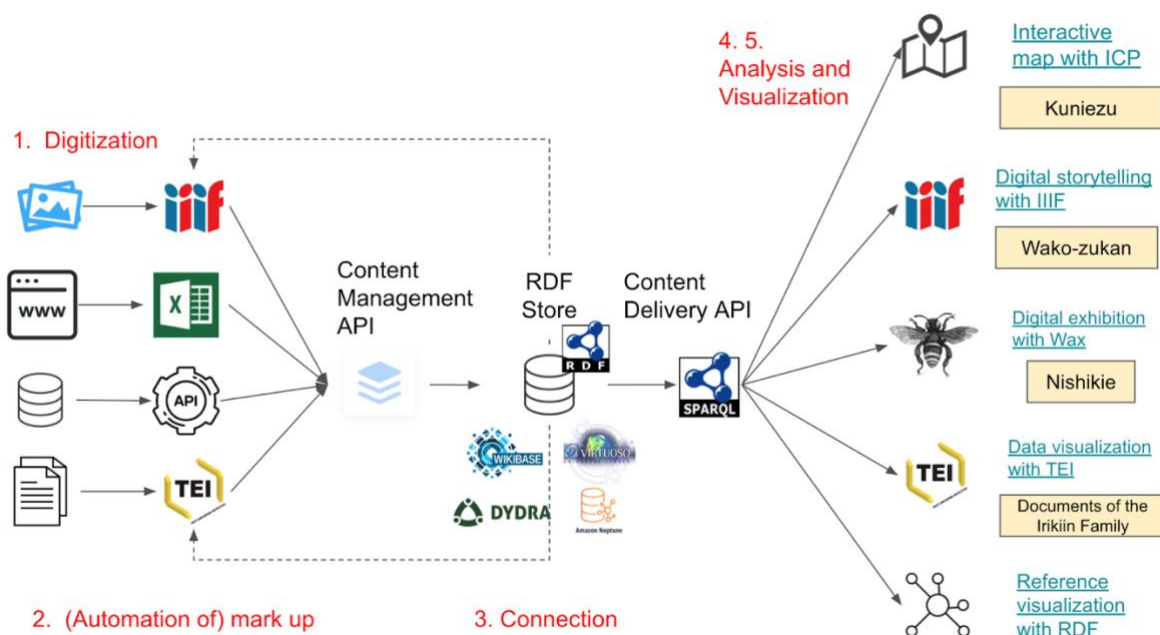 1. Digitization
iiif
WWW
X
API
TEI
2. (Automation of) mark up
Content
Management
API
RDF
Store
RDF
WIKIBASE
VIRTUOSO
DYDRA
Amazon Neptune
3. Connection
Content
Delivery API
SPARQL
4. 5.
Analysis and
Visualization
Interactive
map with ICP
Kuniezu
iiif
Digital storytelling
with IIIF
Wako-zukan
Digital exhibition
with Wax
Nishikie
TEI
Data visualization
with TEI
Documents of the
Irikiin Family
Reference
visualization
with RDF